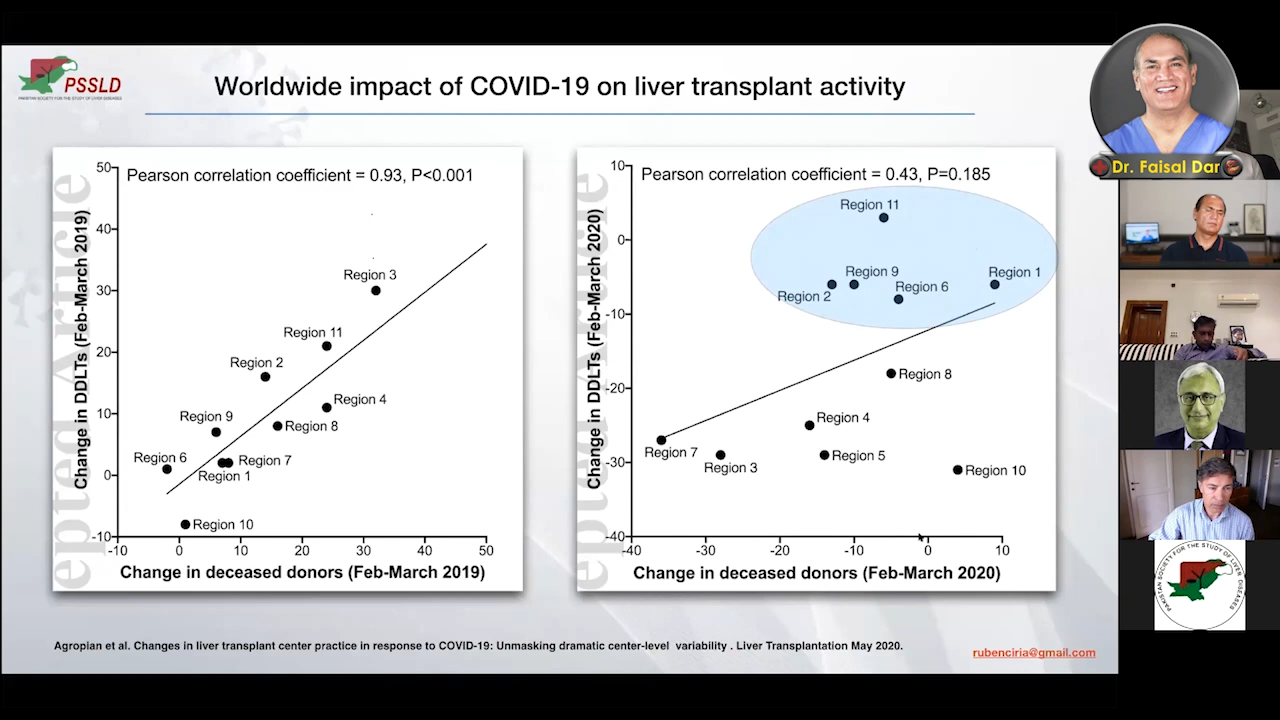 PSSLD
PAKISTAN SOCIETY FOR THE STUDY OF LIVER DISEASES
Worldwide impact of COVID-19 on liver transplant activity
epted Article
Pearson correlation coefficient = 0.93, P<0.001
Change in DDLTs (Feb-March 2019)
50
40
30
20
10
0
-10
Region 3
Region 11
Region 2
Region 4
Region 9
Region 8
Region 6
Region 7
Region 1
Region 10
-10 0 10 20 30 40 50
Change in deceased donors (Feb-March 2019)
epted Article
Pearson correlation coefficient = 0.43, P=0.185
Change in DDLTs (Feb-March 2020)
10
0
-10
-20
-30
-40
Region 11
Region 9
Region 1
Region 2
Region 6
Region 8
Region 4
Region 7
Region 5
Region 3
Region 10
-40 -30 -20 -10 0 10
Change in deceased donors (Feb-March 2020)
Agropian et al. Changes in liver transplant center practice in response to COVID-19: Unmasking dramatic center-level variability . Liver Transplantation May 2020.
rubenciria@gmail.com
Dr. Faisal Dar
PAKISTAN SOCIETY FOR THE STUDY OF LIVER DISEASES